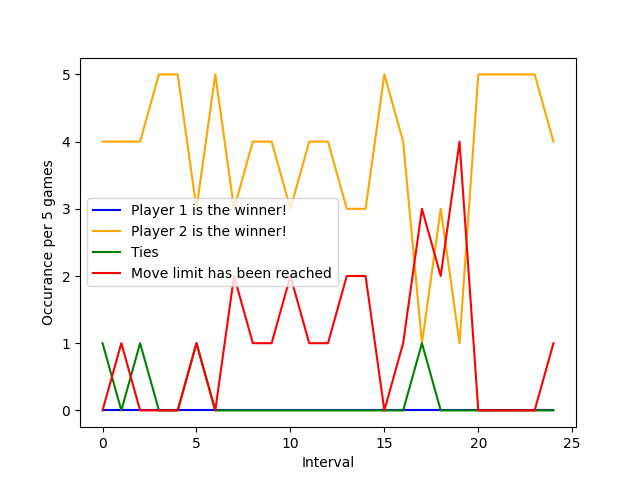 5
4
3
2
1
0
Occurance per 5 games
Player 1 is the winner!
Player 2 is the winner!
Ties
Move limit has been reached
0 5 10 15 20 25
Interval